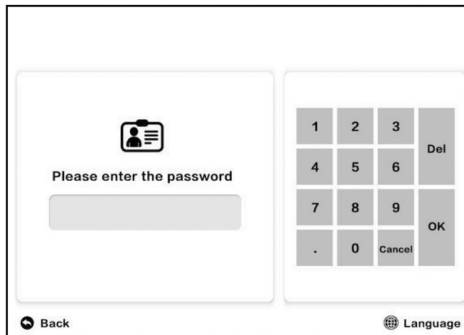 Please enter the password
1 2 3
Del
4 5 6
7 8 9
OK
. 0 Cancel
Back
Language